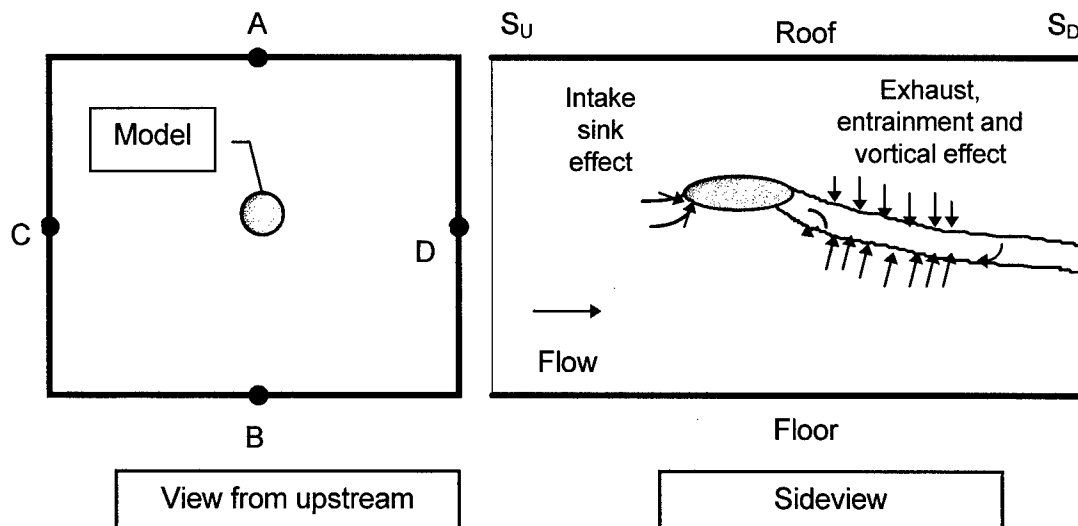 A
Model
C
D
B
View from upstream
S_U
Roof
S_D
Intake
sink
effect
Exhaust,
entrainment and
vortical effect
Flow
Floor
Sideview